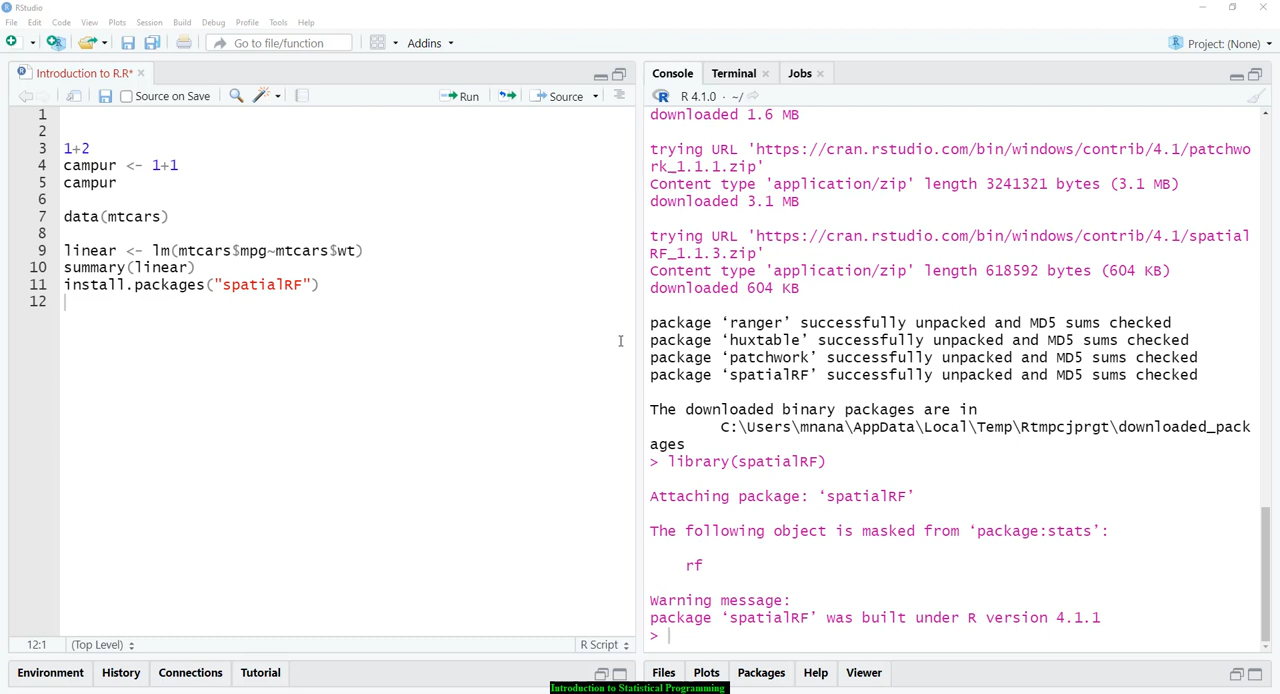 RStudio
File Edit Code View Plots Session Build Debug Profile Tools Help
Go to file/function Addins Project: (None)
Introduction to R.R*
Source on Save Run Source
1
2
3 1+2
4 campur <- 1+1
5 campur
6
7 data(mtcars)
8
9 linear <- lm(mtcars$mpg~mtcars$wt)
10 summary(linear)
11 install.packages("spatialRF")
12
12:1 (Top Level) R Script
Environment History Connections Tutorial
Console Terminal Jobs
R 4.1.0 · ~/
downloaded 1.6 MB
trying URL 'https://cran.rstudio.com/bin/windows/contrib/4.1/patchwo
rk_1.1.1.zip'
Content type 'application/zip' length 3241321 bytes (3.1 MB)
downloaded 3.1 MB
trying URL 'https://cran.rstudio.com/bin/windows/contrib/4.1/spatial
RF_1.1.3.zip'
Content type 'application/zip' length 618592 bytes (604 KB)
downloaded 604 KB
package ‘ranger’ successfully unpacked and MD5 sums checked
package ‘huxtable’ successfully unpacked and MD5 sums checked
package ‘patchwork’ successfully unpacked and MD5 sums checked
package ‘spatialRF’ successfully unpacked and MD5 sums checked
The downloaded binary packages are in
C:\Users\mnana\AppData\Local\Temp\Rtmpcjprgt\downloaded_pack
ages
> library(spatialRF)
Attaching package: ‘spatialRF’
The following object is masked from ‘package:stats’:
rf
Warning message:
package ‘spatialRF’ was built under R version 4.1.1
>
Files Plots Packages Help Viewer
Introduction to Statistical Programming